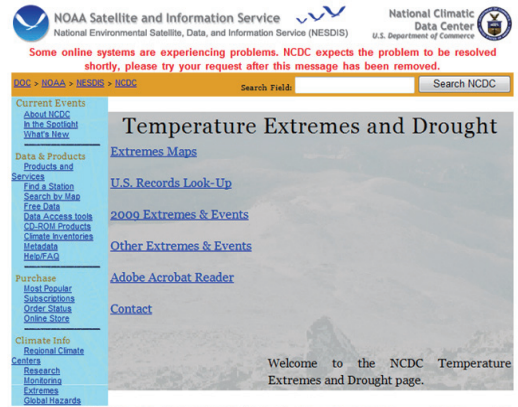 NOAA Satellite and Information Service
National Environmental Satellite, Data, and Information Service (NESDIS)
National Climatic
Data Center
U.S. Department of Commerce
Some online systems are experiencing problems. NCDC expects the problem to be resolved
shortly, please try your request after this message has been removed.
DOC > NOAA > NESDIS > NCDC
Search Field:
Search NCDC
Current Events
About NCDC
In the Spotlight
What's New
Data & Products
Products and
Services
Find a Station
Search by Map
Free Data
Data Access tools
CD-ROM Products
Climate Inventories
Metadata
Help/FAQ
Purchase
Most Popular
Subscriptions
Order Status
Online Store
Climate Info
Regional Climate
Centers
Research
Monitoring
Extremes
Global Hazards
Temperature Extremes and Drought
Extremes Maps
U.S. Records Look-Up
2009 Extremes & Events
Other Extremes & Events
Adobe Acrobat Reader
Contact
Welcome to the NCDC Temperature
Extremes and Drought page.